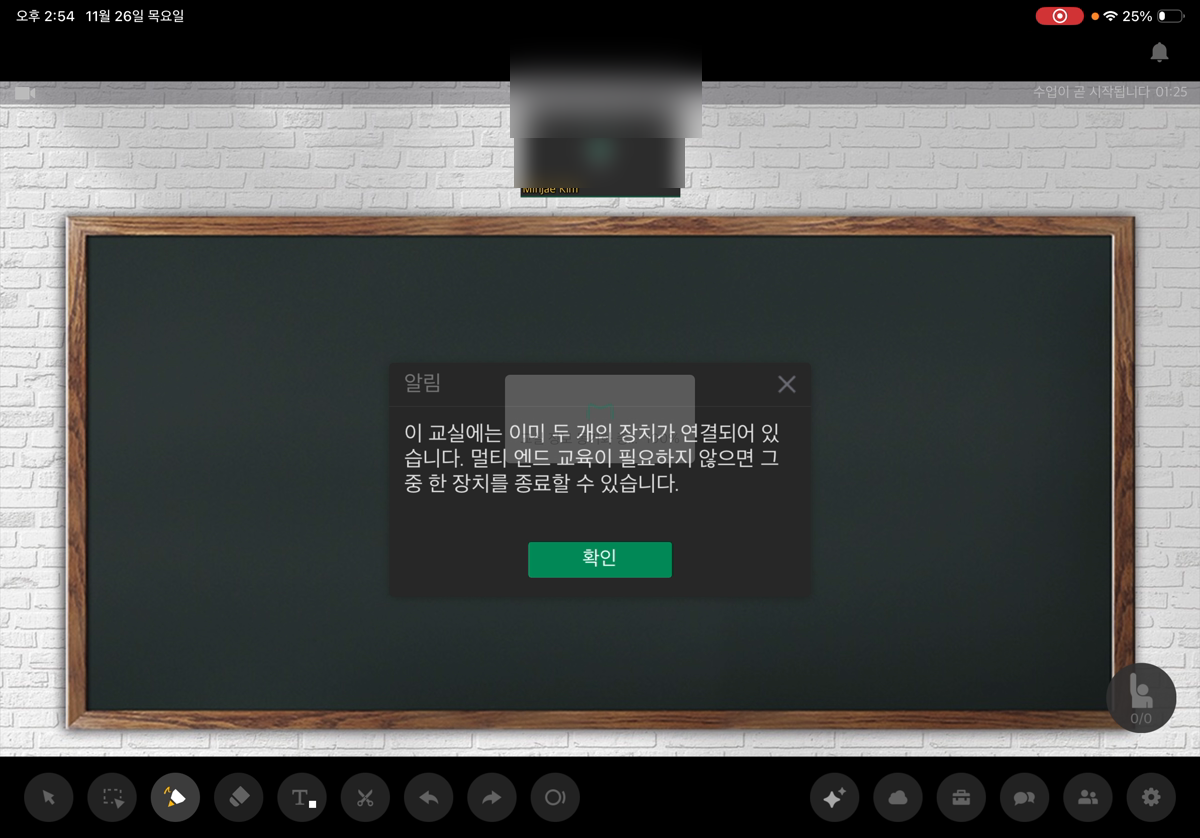 오후 2:54 11월 26일 목요일
25%
수업이 곧 시작됩니다 01:25
Minjae Kim
알림
이 교실에는 이미 두 개의 장치가 연결되어 있
습니다. 멀티 엔드 교육이 필요하지 않으면 그
중 한 장치를 종료할 수 있습니다.
확인
0/0
T